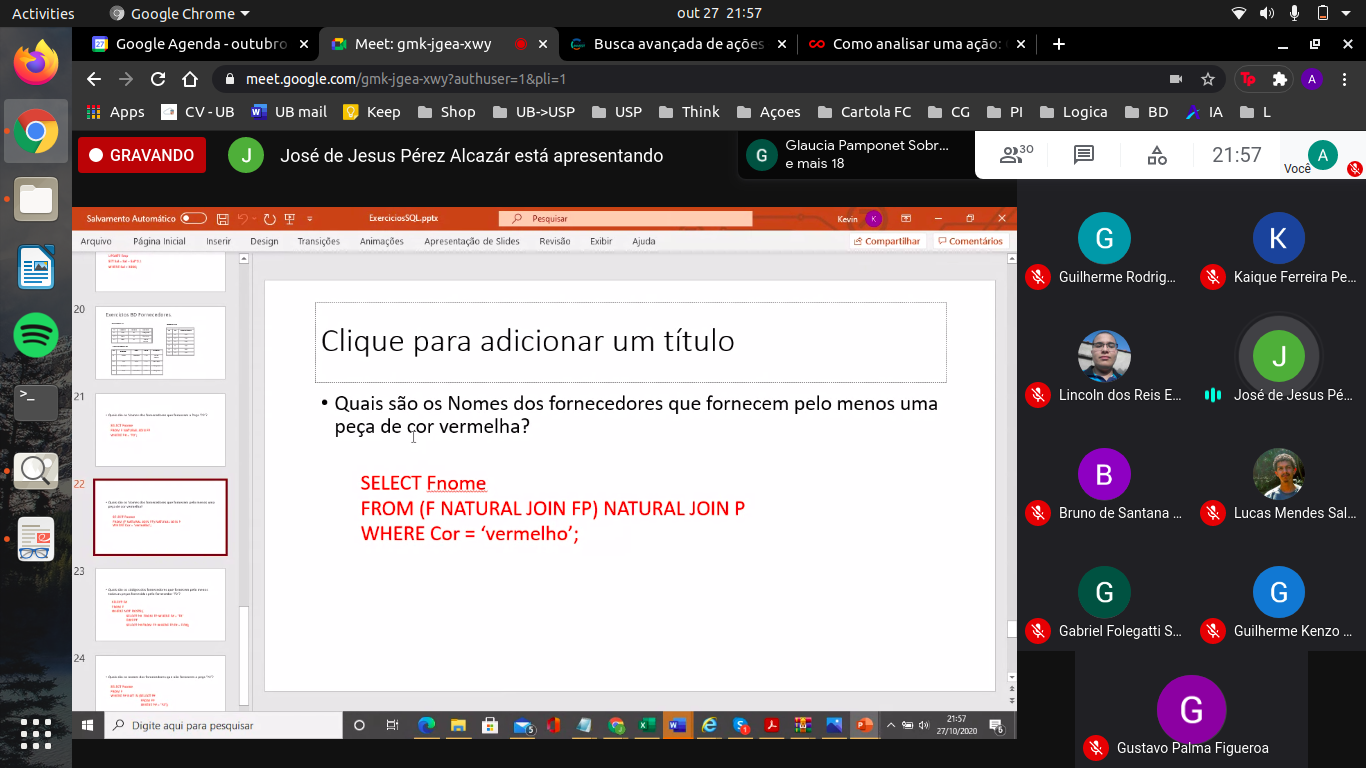 Activities
Google Chrome
out 27 21:57
Google Agenda - outubro
Meet: gmk-jgea-xwy
Busca avançada de ações
Como analisar uma ação:
meet.google.com/gmk-jgea-xwy?authuser=1&pli=1
Apps
CV - UB
UB mail
Keep
Shop
UB->USP
USP
Think
Açoes
Cartola FC
CG
PI
Logica
BD
IA
L
GRAVANDO
J
José de Jesus Pérez Alcazár está apresentando
G
Glaucia Pamponet Sobr...
e mais 18
30
21:57
Você
A
Salvamento Automático
ExerciciosSQL.pptx
Pesquisar
Kevin
K
Arquivo
Página Inicial
Inserir
Design
Transições
Animações
Apresentação de Slides
Revisão
Exibir
Ajuda
Compartilhar
Comentários
20
Exercícios BD Fornecedores
21
22
23
24
Clique para adicionar um título
• Quais são os Nomes dos fornecedores que fornecem pelo menos uma
peça de cor vermelha?
SELECT Fnome
FROM (F NATURAL JOIN FP) NATURAL JOIN P
WHERE Cor = ‘vermelho’;
Digite aqui para pesquisar
21:57
27/10/2020
G
Guilherme Rodrig...
K
Kaique Ferreira Pe...
Lincoln dos Reis E...
J
José de Jesus Pé...
B
Bruno de Santana ...
Lucas Mendes Sal...
G
Gabriel Folegatti S...
G
Guilherme Kenzo ...
G
Gustavo Palma Figueroa